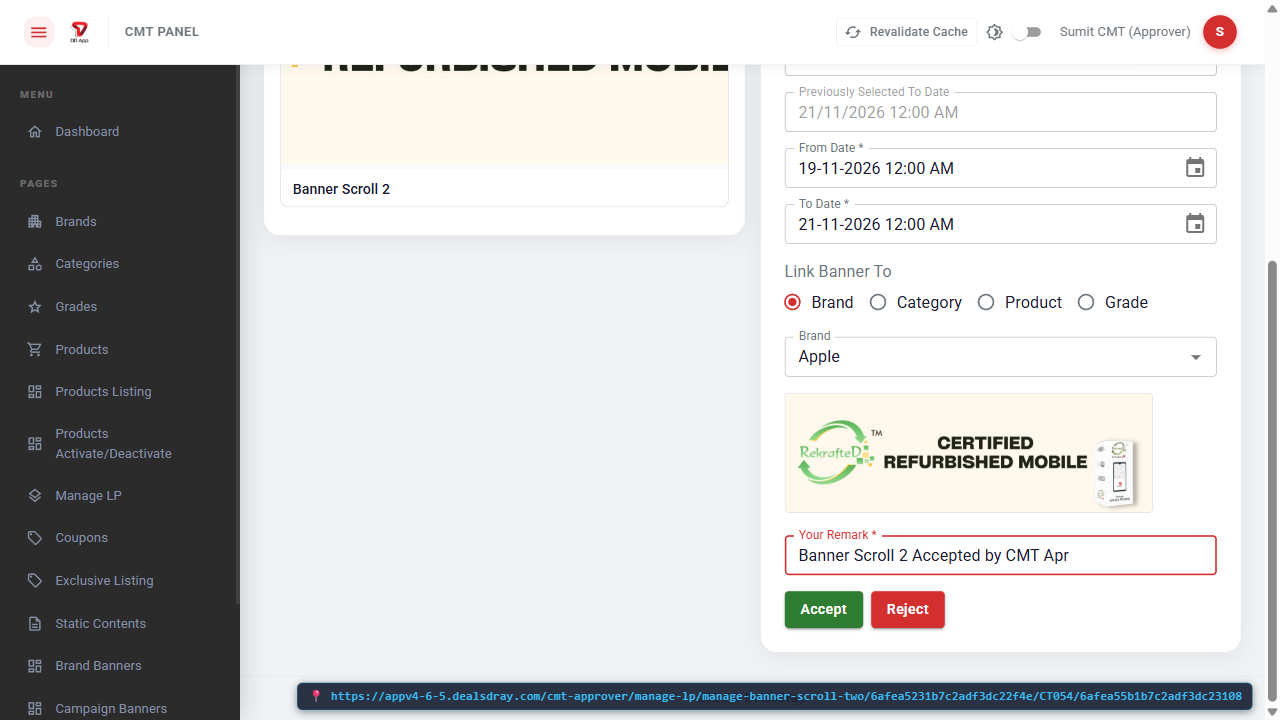 DD App
CMT PANEL
Revalidate Cache
Sumit CMT (Approver)
S
MENU
Dashboard
PAGES
Brands
Categories
Grades
Products
Products Listing
Products
Activate/Deactivate
Manage LP
Coupons
Exclusive Listing
Static Contents
Brand Banners
Campaign Banners
REFURBISHED MOBIL
Banner Scroll 2
Previously Selected To Date
21/11/2026 12:00 AM
From Date *
19-11-2026 12:00 AM
To Date *
21-11-2026 12:00 AM
Link Banner To
Brand
Category
Product
Grade
Brand
Apple
RekrafteD
TM
CERTIFIED
REFURBISHED MOBILE
Your Remark *
Banner Scroll 2 Accepted by CMT Apr
Accept
Reject
https://appv4-6-5.dealsdray.com/cmt-approver/manage-lp/manage-banner-scroll-two/6afea5231b7c2adf3dc22f4e/CT054/6afea55b1b7c2adf3dc23108